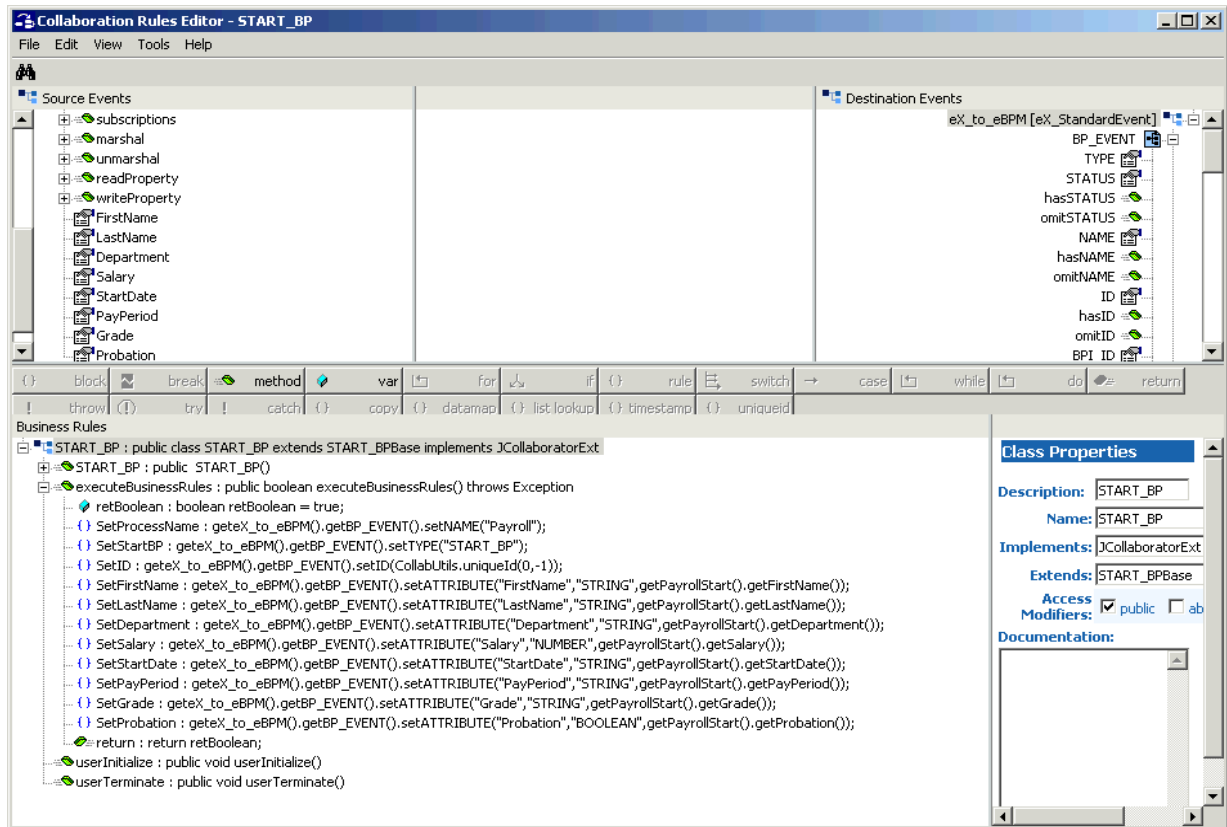 Collaboration Rules Editor - START_BP
File Edit View Tools Help
Source Events
subscriptions
marshal
unmarshal
readProperty
writeProperty
FirstName
LastName
Department
Salary
StartDate
PayPeriod
Grade
Probation
Destination Events
eX_to_eBPM [eX_StandardEvent]
BP_EVENT
TYPE
STATUS
hasSTATUS
omitSTATUS
NAME
hasNAME
omitNAME
ID
hasID
omitID
BPI_ID
{} block break method var for if {} rule switch case while do return
! throw try ! catch {} copy {} datamap {} list lookup {} timestamp {} uniqueid
Business Rules
START_BP : public class START_BP extends START_BPBase implements JCollaboratorExt
START_BP : public START_BP()
executeBusinessRules : public boolean executeBusinessRules() throws Exception
retBoolean : boolean retBoolean = true;
{} SetProcessName : geteX_to_eBPM().getBP_EVENT().setNAME("Payroll");
{} SetStartBP : geteX_to_eBPM().getBP_EVENT().setTYPE("START_BP");
{} SetID : geteX_to_eBPM().getBP_EVENT().setID(CollabUtils.uniqueId(0,-1));
{} SetFirstName : geteX_to_eBPM().getBP_EVENT().setATTRIBUTE("FirstName","STRING",getPayrollStart().getFirstName());
{} SetLastName : geteX_to_eBPM().getBP_EVENT().setATTRIBUTE("LastName","STRING",getPayrollStart().getLastName());
{} SetDepartment : geteX_to_eBPM().getBP_EVENT().setATTRIBUTE("Department","STRING",getPayrollStart().getDepartment());
{} SetSalary : geteX_to_eBPM().getBP_EVENT().setATTRIBUTE("Salary","NUMBER",getPayrollStart().getSalary());
{} SetStartDate : geteX_to_eBPM().getBP_EVENT().setATTRIBUTE("StartDate","STRING",getPayrollStart().getStartDate());
{} SetPayPeriod : geteX_to_eBPM().getBP_EVENT().setATTRIBUTE("PayPeriod","STRING",getPayrollStart().getPayPeriod());
{} SetGrade : geteX_to_eBPM().getBP_EVENT().setATTRIBUTE("Grade","STRING",getPayrollStart().getGrade());
{} SetProbation : geteX_to_eBPM().getBP_EVENT().setATTRIBUTE("Probation","BOOLEAN",getPayrollStart().getProbation());
return : return retBoolean;
userInitialize : public void userInitialize()
userTerminate : public void userTerminate()
Class Properties
Description: START_BP
Name: START_BP
Implements: JCollaboratorExt
Extends: START_BPBase
Access Modifiers: public ab
Documentation: